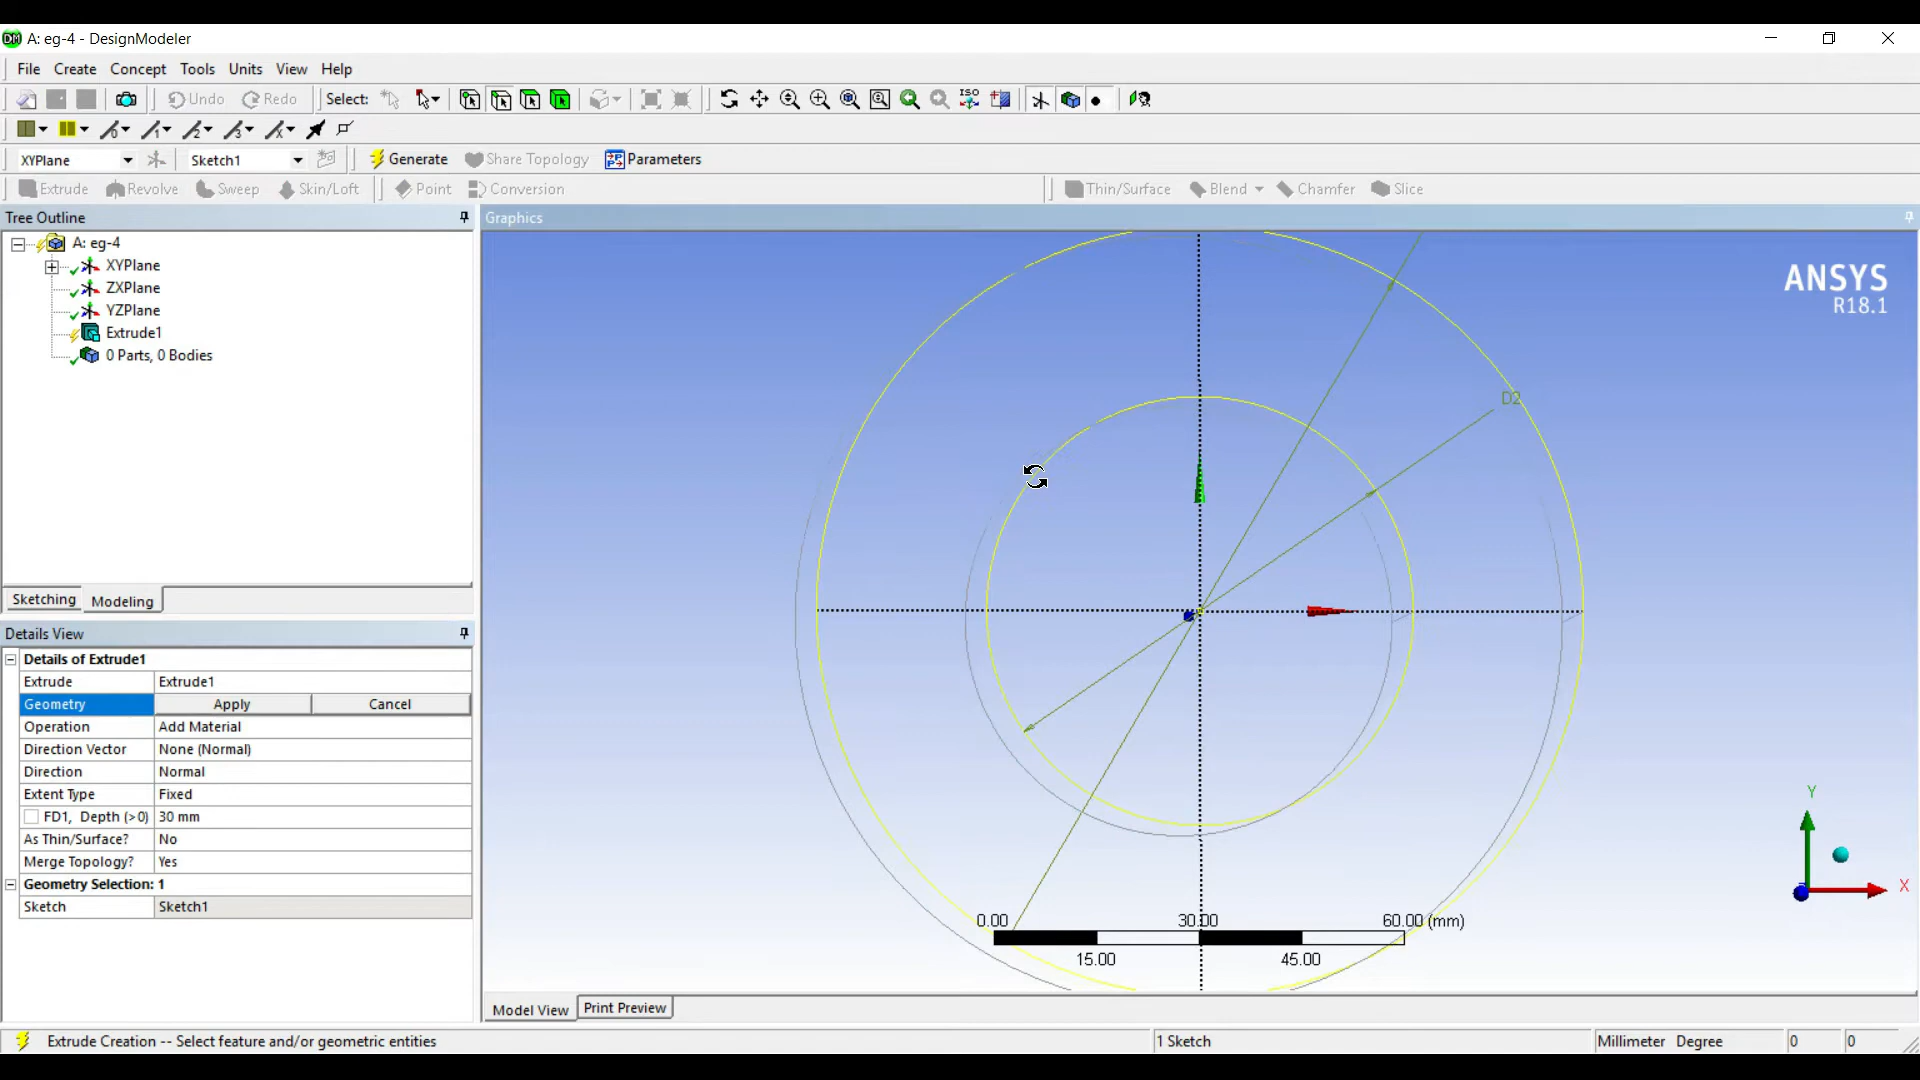 A: eg-4 - DesignModeler
File Create Concept Tools Units View Help
Undo Redo Select: ISO
XYPlane Sketch1 Generate Share Topology Parameters
Extrude Revolve Sweep Skin/Loft Point Conversion Thin/Surface Blend Chamfer Slice
Tree Outline
A: eg-4
XYPlane
ZXPlane
YZPlane
Extrude1
0 Parts, 0 Bodies
Sketching Modeling
Details View
Details of Extrude1
Extrude Extrude1
Geometry Apply Cancel
Operation Add Material
Direction Vector None (Normal)
Direction Normal
Extent Type Fixed
FD1, Depth (>0) 30 mm
As Thin/Surface? No
Merge Topology? Yes
Geometry Selection: 1
Sketch Sketch1
Graphics
ANSYS
R18.1
D2
Y
X
0.00 30.00 60.00 (mm)
15.00 45.00
Model View Print Preview
Extrude Creation -- Select feature and/or geometric entities 1 Sketch Millimeter Degree 0 0